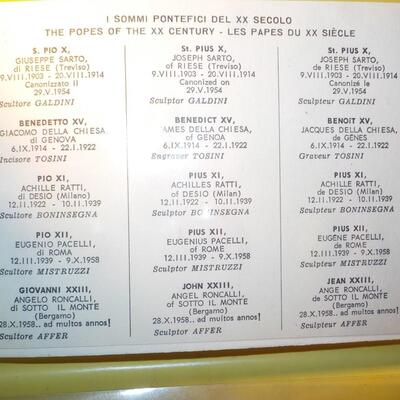 I SOMMI PONTEFICI DEL XX SECOLO
THE POPES OF THE XX CENTURY - LES PAPES DU XX SIÈCLE
S. PIO X,
GIUSEPPE SARTO,
di RIESE (Treviso)
9.VIII.1903 - 20.VIII.1914
Canonizzato il
29.V.1954
Scultore GALDINI
BENEDETTO XV,
GIACOMO DELLA CHIESA,
di GENOVA
6.IX.1914 - 22.I.1922
Incisore TOSINI
PIO XI,
ACHILLE RATTI,
di DESIO (Milano)
12.II.1922 - 10.II.1939
Scultore BONINSEGNA
PIO XII,
EUGENIO PACELLI,
di ROMA
12.III.1939 - 9.X.1958
Scultore MISTRUZZI
GIOVANNI XXIII,
ANGELO RONCALLI,
di SOTTO IL MONTE
(Bergamo)
28.X.1958.. ad multos annos!
Scultore AFFER
St. PIUS X,
JOSEPH SARTO,
of RIESE (Treviso)
9.VIII.1903 - 20.VIII.1914
Canonized on
29.V.1954
Sculptor GALDINI
BENEDICT XV,
JAMES DELLA CHIESA,
of GENOA
6.IX.1914 - 22.I.1922
Engraver TOSINI
PIUS XI,
ACHILLES RATTI,
of DESIO (Milan)
12.II.1922 - 10.II.1939
Sculptor BONINSEGNA
PIUS XII,
EUGENIUS PACELLI,
of ROME
12.III.1939 - 9.X.1958
Sculptor MISTRUZZI
JOHN XXIII,
ANGEL RONCALLI,
of SOTTO IL MONTE
(Bergamo)
28.X.1958.. ad multos annos!
Sculptor AFFER
St. PIUS X,
JOSEPH SARTO,
de RIESE (Treviso)
9.VIII.1903 - 20.VIII.1914
Canonizé le
29.V.1954
Sculpteur GALDINI
BENOIT XV,
JACQUES DELLA CHIESA,
de GÊNES
6.IX.1914 - 22.I.1922
Graveur TOSINI
PIUS XI,
ACHILLE RATTI,
de DESIO (Milan)
12.II.1922 - 10.II.1939
Sculpteur BONINSEGNA
PIUS XII,
EUGÈNE PACELLI,
de ROME
12.III.1939 - 9.X.1958
Sculpteur MISTRUZZI
JEAN XXIII,
ANGE RONCALLI,
de SOTTO IL MONTE
(Bergamo)
28.X.1958.. ad multos annos!
Sculpteur AFFER